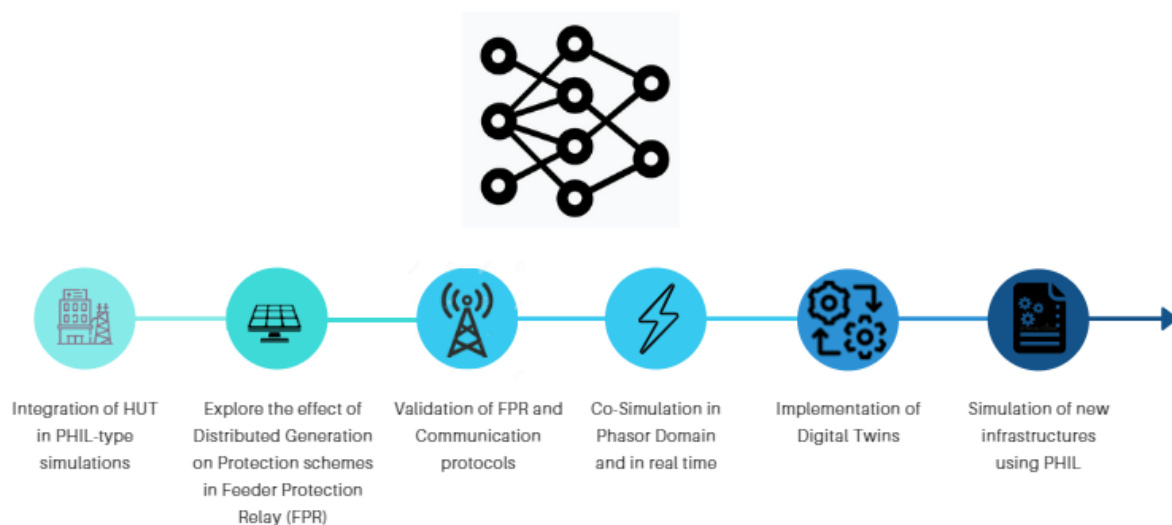 Integration of HUT
in PHIL-type
simulations
Explore the effect of
Distributed Generation
on Protection schemes
in Feeder Protection
Relay (FPR)
Validation of FPR and
Communication
protocols
Co-Simulation in
Phasor Domain
and in real time
Implementation of
Digital Twins
Simulation of new
infrastructures
using PHIL